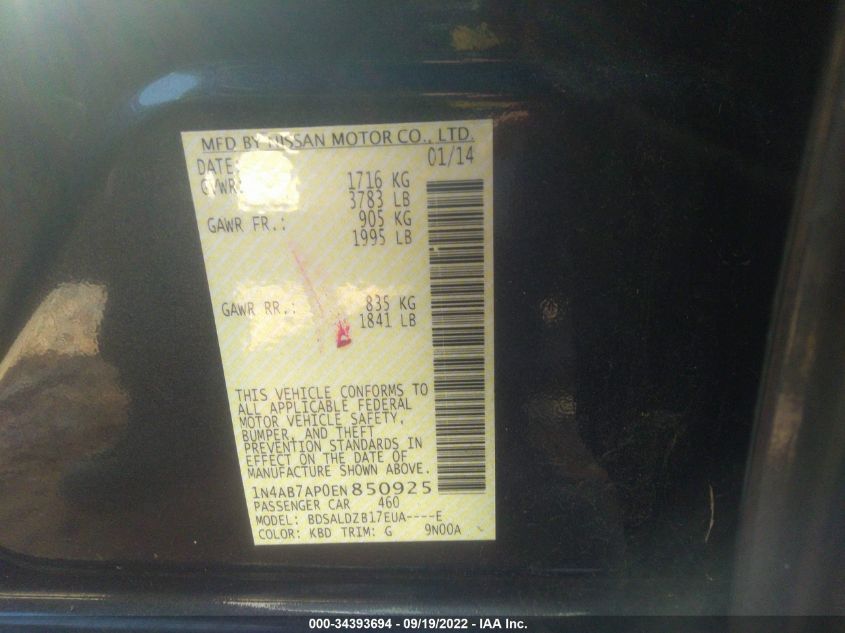 MFD BY NISSAN MOTOR CO., LTD.
DATE: 01/14
GVWR: 1716 KG
3783 LB
GAWR FR.: 905 KG
1995 LB
GAWR RR.: 835 KG
1841 LB
THIS VEHICLE CONFORMS TO
ALL APPLICABLE FEDERAL
MOTOR VEHICLE SAFETY,
BUMPER, AND THEFT
PREVENTION STANDARDS IN
EFFECT ON THE DATE OF
MANUFACTURE SHOWN ABOVE.
1N4AB7AP0EN850925
PASSENGER CAR 460
MODEL: BDSALDZB17EUA----E
COLOR: KBD TRIM: G 9N00A
000-34393694 - 09/19/2022 - IAA Inc.